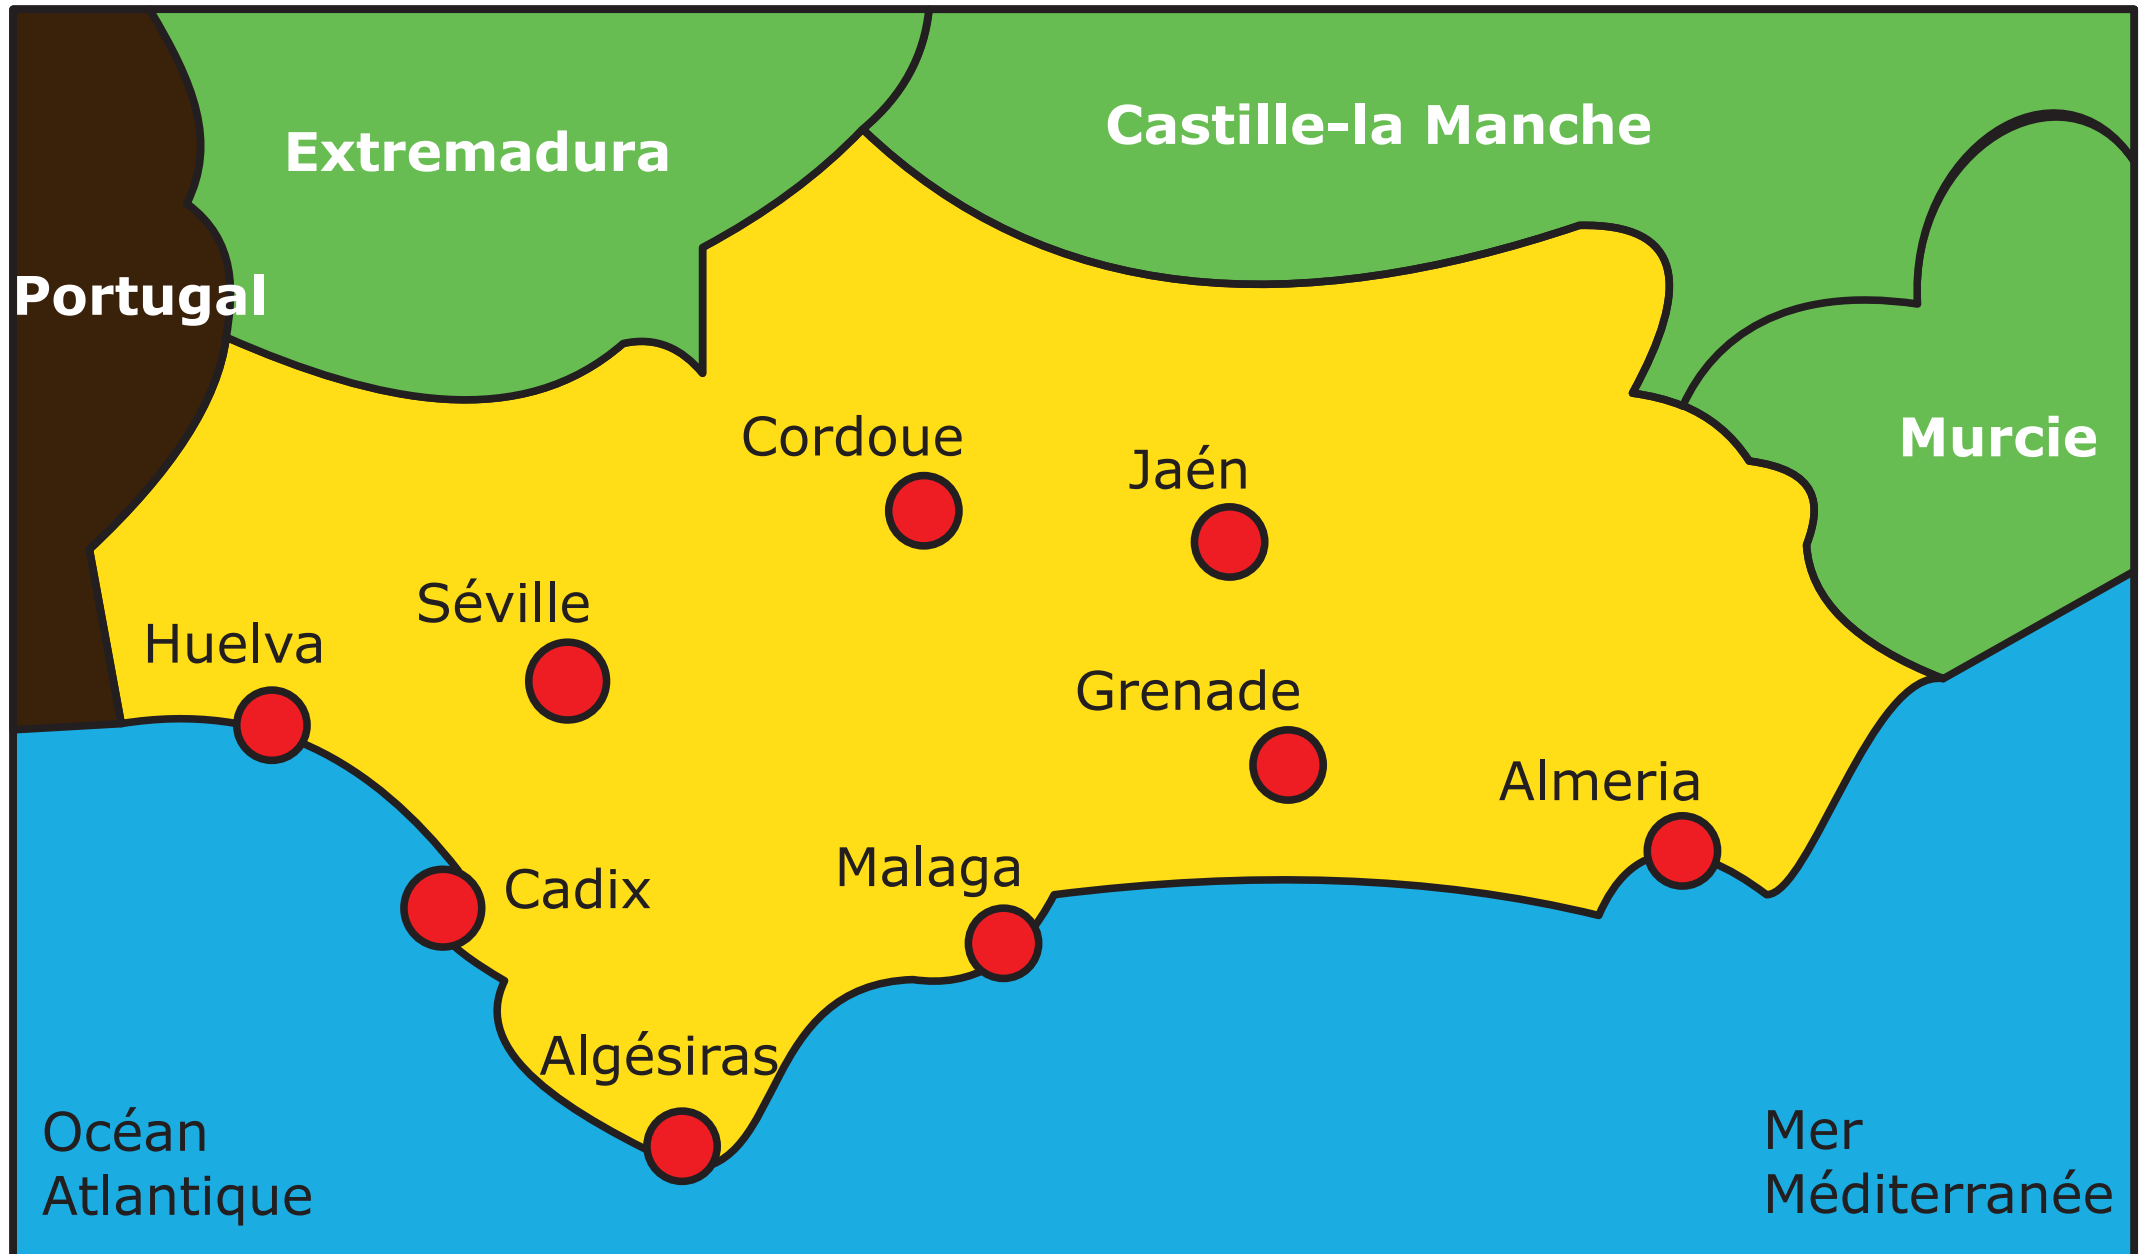 Castille-la Manche
Extremadura
Portugal
Cordoue
Murcie
Jaén
Séville
Huelva
Grenade
Almeria
Malaga
Cadix
Algésiras
Océan
Atlantique
Mer
Méditerranée